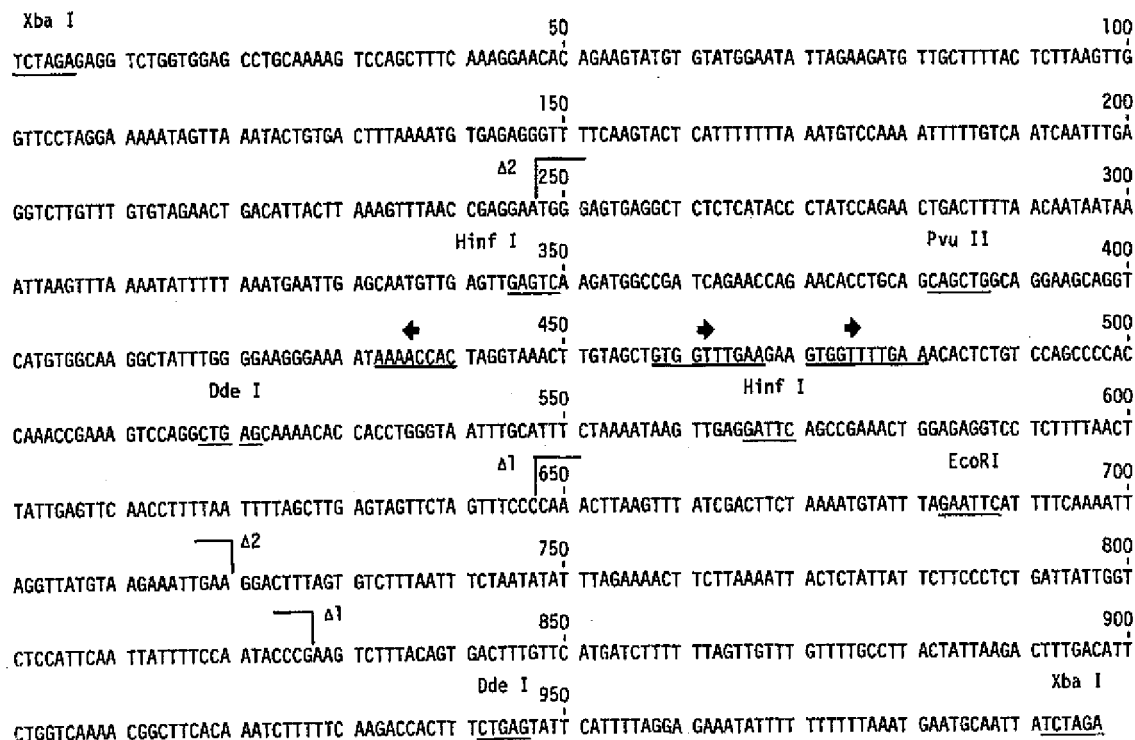 Xba I
50 100
TCTAGAGAGG TCTGGTGGAG CCTGCAAAAG TCCAGCTTTC AAAGGAACAC AGAAGTATGT GTATGGAATA TTAGAAGATG TTGCTTTTAC TCTTAAGTTG
150 200
GTTCCTAGGA AAAATAGTTA AATACTGTGA CTTTAAAATG TGAGAGGGTT TTCAAGTACT CATTTTTTTA AATGTCCAAA ATTTTTGTCA ATCAATTTGA
Δ2 250 300
GGTCTTGTTT GTGTAGAACT GACATTACTT AAAGTTTAAC CGAGGAATGG GAGTGAGGCT CTCTCATACC CTATCCAGAA CTGACTTTTA ACAATAATAA
Hinf I 350 Pvu II 400
ATTAAGTTTA AAATATTTTT AAATGAATTG AGCAATGTTG AGTTGAGTCA AGATGGCCGA TCAGAACCAG AACACCTGCA GCAGCTGGCA GGAAGCAGGT
450 500
CATGTGGCAA GGCTATTTGG GGAAGGGAAA ATAAAACCAC TAGGTAAACT TGTAGCTGTG GTTTGAAGAA GTGGTTTTGA AACACTCTGT CCAGCCCCAC
Dde I 550 Hinf I 600
CAAACCGAAA GTCCAGGCTG AGCAAAACAC CACCTGGGTA ATTTGCATTT CTAAAATAAG TTGAGGATTC AGCCGAAACT GGAGAGGTCC TCTTTTAACT
Δ1 650 EcoRI 700
TATTGAGTTC AACCTTTTAA TTTTAGCTTG AGTAGTTCTA GTTTCCCCAA ACTTAAGTTT ATCGACTTCT AAAATGTATT TAGAATTCAT TTTCAAAATT
Δ2 750 800
AGGTTATGTA AGAAATTGAA GGACTTTAGT GTCTTTAATT TCTAATATAT TTAGAAAACT TCTTAAAATT ACTCTATTAT TCTTCCCTCT GATTATTGGT
Δ1 850 900
CTCCATTCAA TTATTTTCCA ATACCCGAAG TCTTTACAGT GACTTTGTTC ATGATCTTTT TTAGTTGTTT GTTTTGCCTT ACTATTAAGA CTTTGACATT
Dde I 950 Xba I
CTGGTCAAAA CGGCTTCACA AATCTTTTTC AAGACCACTT TCTGAGTATT CATTTTAGGA GAAATATTTT TTTTTTAAAT GAATGCAATT ATCTAGA